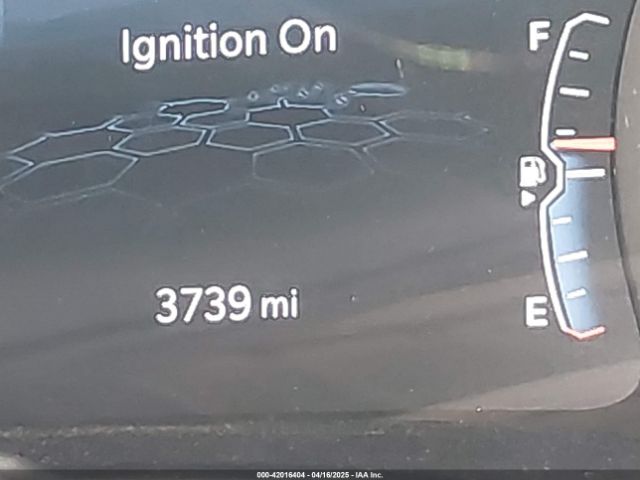 Ignition On
F
3739 mi
E
000-42016404 - 04/16/2025 - IAA Inc.